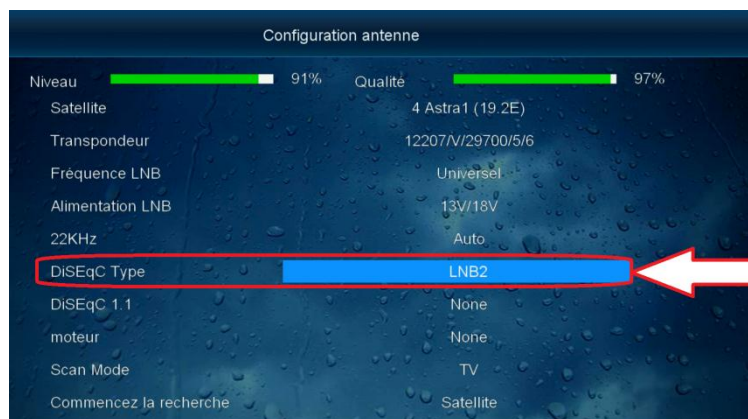 Configuration antenne
Niveau 91% Qualité 97%
Satellite 4 Astra1 (19.2E)
Transpondeur 12207/V/29700/5/6
Fréquence LNB Universel
Alimentation LNB 13V/18V
22KHz Auto
DiSEqC Type LNB2
DiSEqC 1.1 None
moteur None
Scan Mode TV
Commencez la recherche Satellite